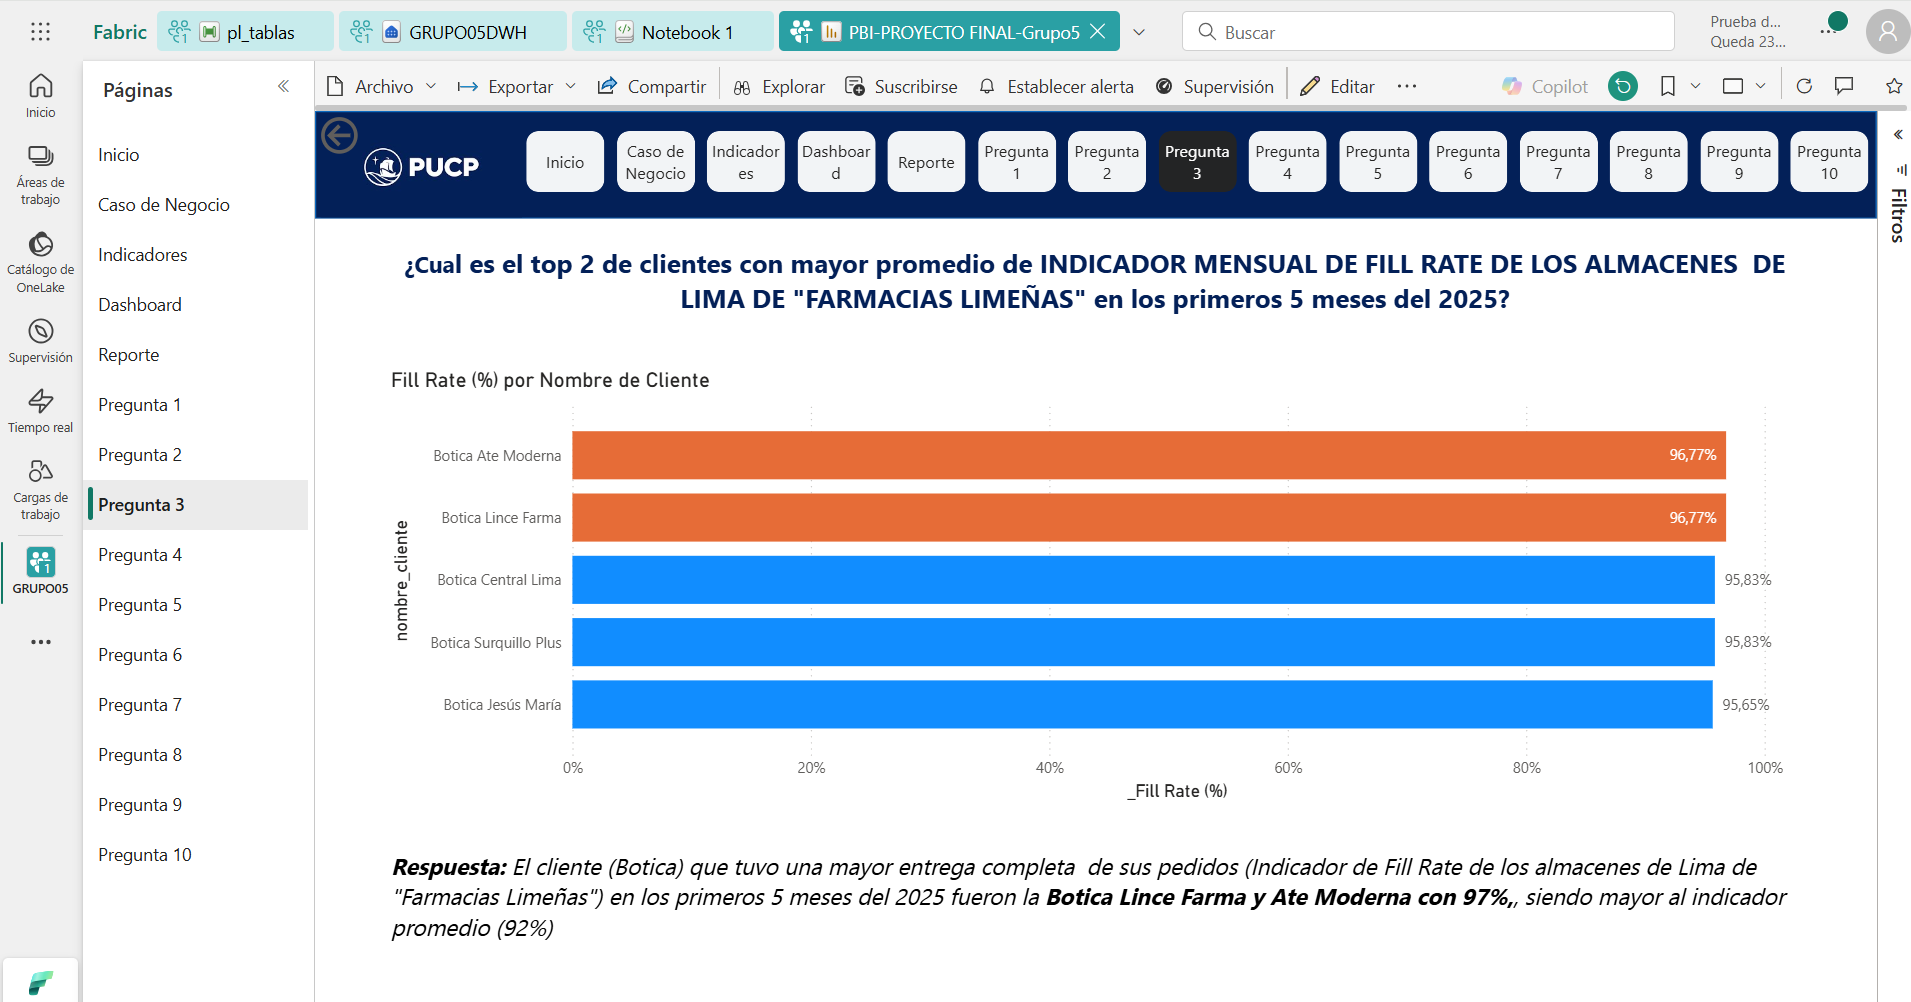 Fabric
pl_tablas
GRUPO05DWH
Notebook 1
PBI-PROYECTO FINAL-Grupo5
Buscar
Prueba d...
Queda 23...
Inicio
Áreas de
trabajo
Catálogo de
OneLake
Supervisión
Tiempo real
Cargas de
trabajo
GRUPO05
Páginas
Inicio
Caso de Negocio
Indicadores
Dashboard
Reporte
Pregunta 1
Pregunta 2
Pregunta 3
Pregunta 4
Pregunta 5
Pregunta 6
Pregunta 7
Pregunta 8
Pregunta 9
Pregunta 10
Archivo
Exportar
Compartir
Explorar
Suscribirse
Establecer alerta
Supervisión
Editar
Copilot
PUCP
Inicio
Caso de
Negocio
Indicador
es
Dashboar
d
Reporte
Pregunta
1
Pregunta
2
Pregunta
3
Pregunta
4
Pregunta
5
Pregunta
6
Pregunta
7
Pregunta
8
Pregunta
9
Pregunta
10
Filtros
¿Cual es el top 2 de clientes con mayor promedio de INDICADOR MENSUAL DE FILL RATE DE LOS ALMACENES DE
LIMA DE "FARMACIAS LIMEÑAS" en los primeros 5 meses del 2025?
Fill Rate (%) por Nombre de Cliente
nombre_cliente
Botica Ate Moderna
96,77%
Botica Lince Farma
96,77%
Botica Central Lima
95,83%
Botica Surquillo Plus
95,83%
Botica Jesús María
95,65%
0%
20%
40%
60%
80%
100%
_Fill Rate (%)
Respuesta: El cliente (Botica) que tuvo una mayor entrega completa de sus pedidos (Indicador de Fill Rate de los almacenes de Lima de
"Farmacias Limeñas") en los primeros 5 meses del 2025 fueron la Botica Lince Farma y Ate Moderna con 97%,, siendo mayor al indicador
promedio (92%)